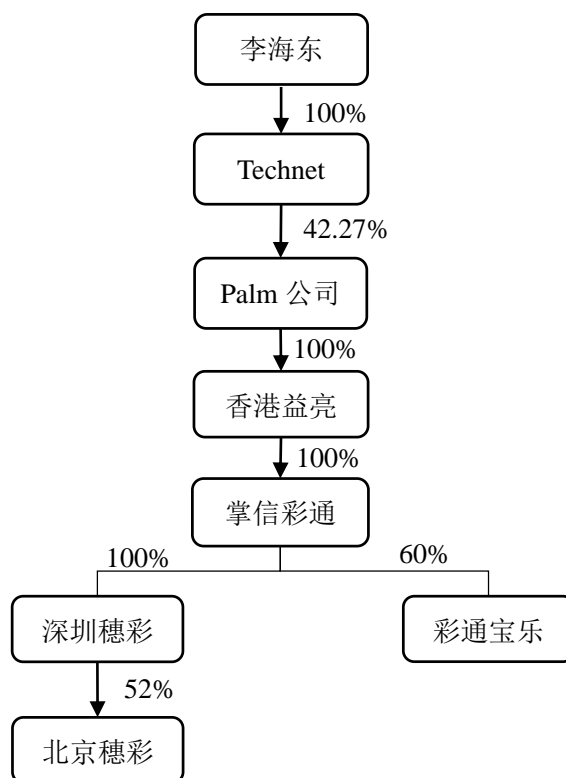 李海东
100%
Technet
42.27%
Palm 公司
100%
香港益亮
100%
掌信彩通
100%
60%
深圳穗彩
彩通宝乐
52%
北京穗彩